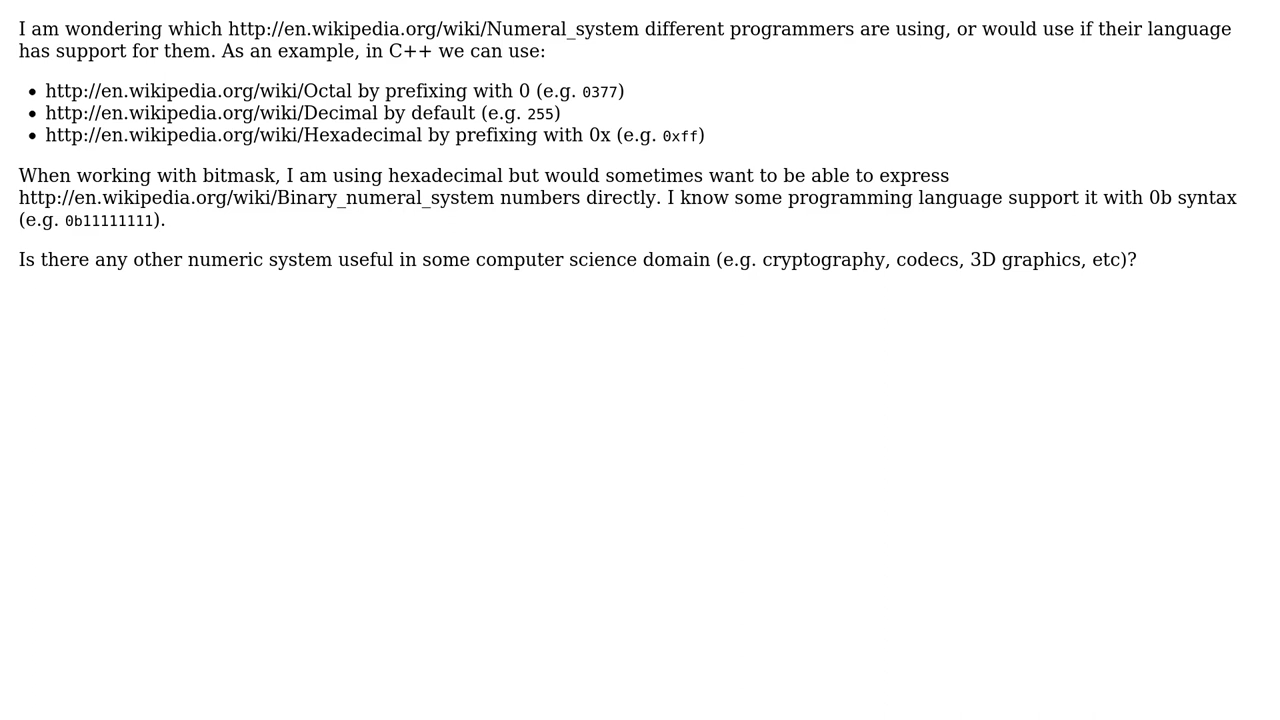 I am wondering which http://en.wikipedia.org/wiki/Numeral_system different programmers are using, or would use if their language
has support for them. As an example, in C++ we can use:
• http://en.wikipedia.org/wiki/Octal by prefixing with 0 (e.g. 0377)
• http://en.wikipedia.org/wiki/Decimal by default (e.g. 255)
• http://en.wikipedia.org/wiki/Hexadecimal by prefixing with 0x (e.g. 0xff)
When working with bitmask, I am using hexadecimal but would sometimes want to be able to express
http://en.wikipedia.org/wiki/Binary_numeral_system numbers directly. I know some programming language support it with 0b syntax
(e.g. 0b11111111).
Is there any other numeric system useful in some computer science domain (e.g. cryptography, codecs, 3D graphics, etc)?